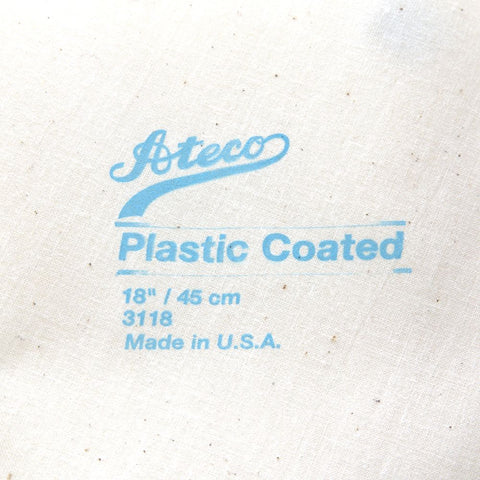 Ateco
Plastic Coated
18" / 45 cm
3118
Made in U.S.A.